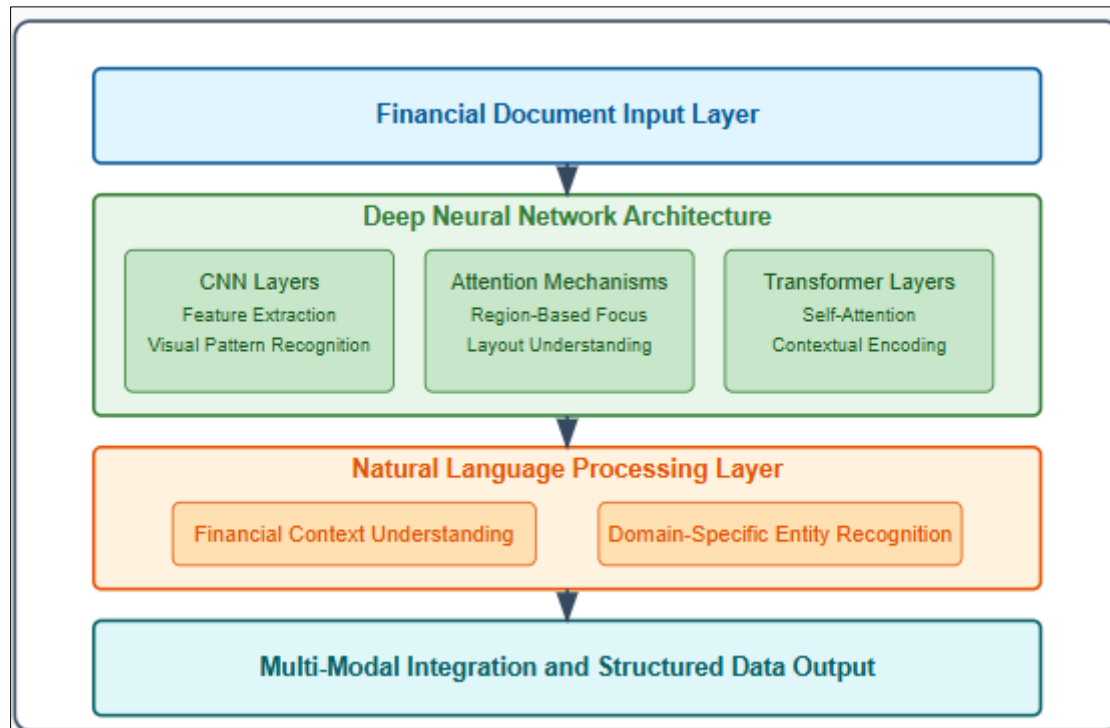 Financial Document Input Layer
Deep Neural Network Architecture
CNN Layers
Feature Extraction
Visual Pattern Recognition
Attention Mechanisms
Region-Based Focus
Layout Understanding
Transformer Layers
Self-Attention
Contextual Encoding
Natural Language Processing Layer
Financial Context Understanding
Domain-Specific Entity Recognition
Multi-Modal Integration and Structured Data Output